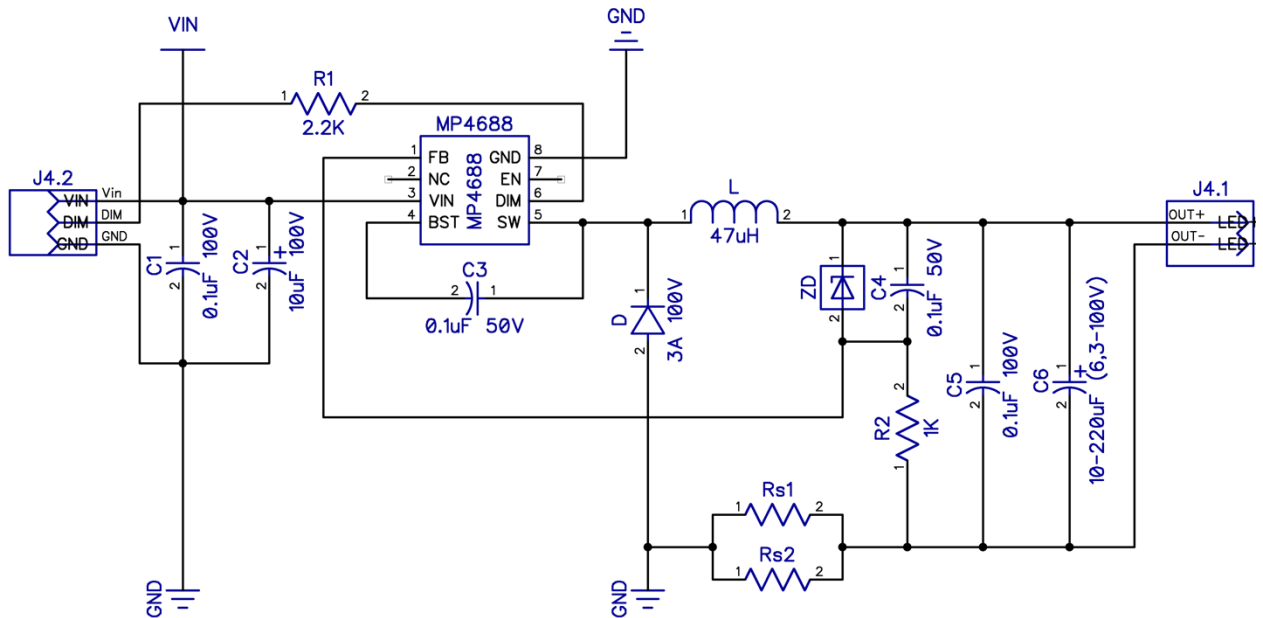 VIN
GND
R1
1
2
2.2K
MP4688
1 FB GND 8
2 NC EN 7
3 VIN DIM 6
4 BST SW 5
MP4688
J4.2
VIN Vin
DIM DIM
GND GND
C1
1
2
0.1uF 100V
C2
1
+
2
10uF 100V
C3
2
1
0.1uF 50V
L
1
2
47uH
D
1
2
3A 100V
ZD
1
2
C4
1
2
0.1uF 50V
R2
2
1
1K
C5
1
2
0.1uF 100V
C6
1
+
2
10-220uF (6,3-100V)
J4.1
OUT+ LED
OUT- LED
Rs1
1
2
Rs2
1
2
GND
GND